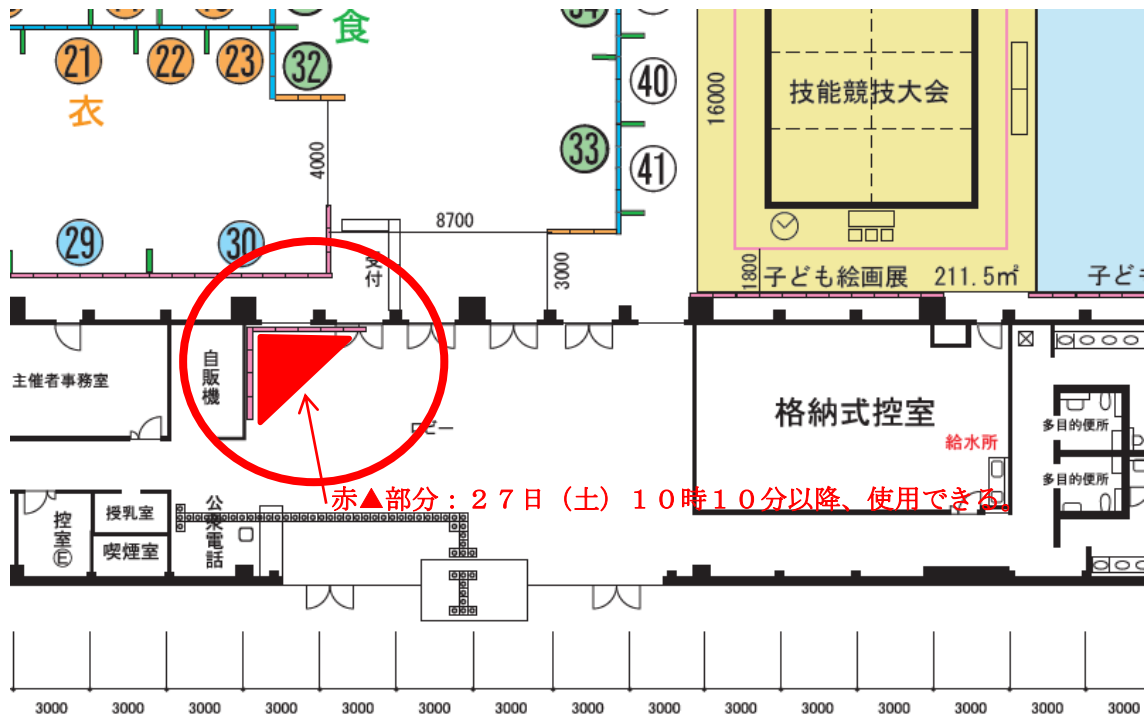 食
21 22 23 32
衣
40
33
41
4000
16000
技能競技大会
29 30
8700
受付
3000
1800
子ども絵画展 211.5㎡
子ども
主催者事務室
自販機
ロビー
格納式控室
給水所
多目的便所
多目的便所
赤▲部分：２７日（土）１０時１０分以降、使用できる。
控室㊐
授乳室
喫煙室
公衆電話
3000 3000 3000 3000 3000 3000 3000 3000 3000 3000 3000 3000 3000 3000 3000